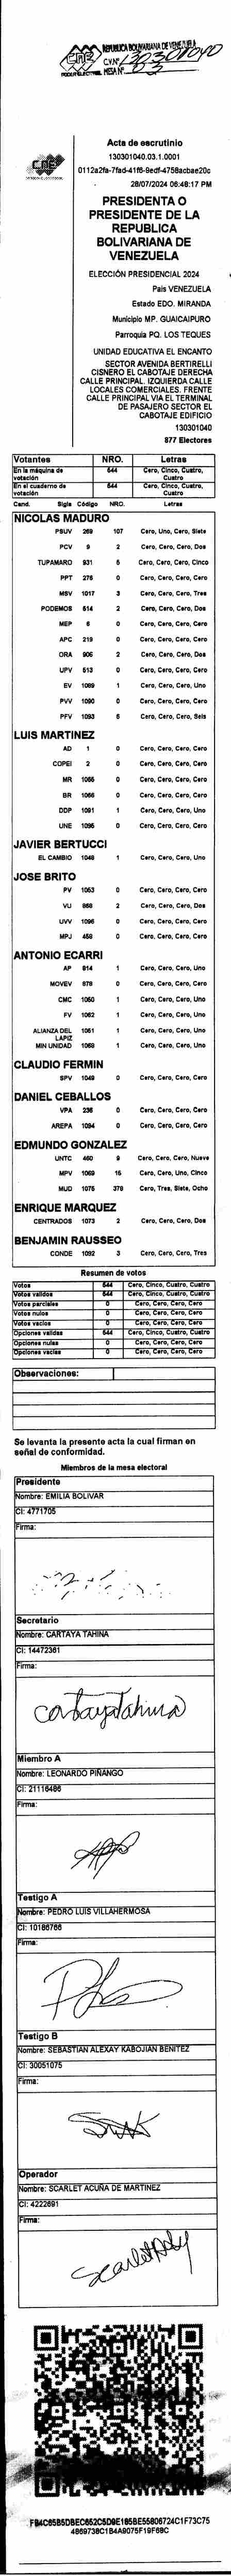 REPUBLICA BOLIVARIANA DE VENEZUELA
C.V.Nº 130301040
MESA Nº 03
CNE
PODER ELECTORAL
Acta de escrutinio
130301040.03.1.0001
0112a2fa-7fad-41f6-9edf-4758acbae20c
28/07/2024 06:48:17 PM
PRESIDENTA O
PRESIDENTE DE LA
REPUBLICA
BOLIVARIANA DE
VENEZUELA
ELECCIÓN PRESIDENCIAL 2024
País VENEZUELA
Estado EDO. MIRANDA
Municipio MP. GUAICAIPURO
Parroquia PQ. LOS TEQUES
UNIDAD EDUCATIVA EL ENCANTO
SECTOR AVENIDA BERTIRELLI
CISNERO EL CABOTAJE DERECHA
CALLE PRINCIPAL. IZQUIERDA CALLE
LOCALES COMERCIALES. FRENTE
CALLE PRINCIPAL VIA EL TERMINAL
DE PASAJERO SECTOR EL
CABOTAJE EDIFICIO
130301040
877 Electores
Votantes NRO. Letras
En la máquina de votación 544 Cero, Cinco, Cuatro, Cuatro
En el cuaderno de votación 544 Cero, Cinco, Cuatro, Cuatro
Cand. Sigla Código NRO. Letras
NICOLAS MADURO
PSUV 269 107 Cero, Uno, Cero, Siete
PCV 9 2 Cero, Cero, Cero, Dos
TUPAMARO 931 5 Cero, Cero, Cero, Cinco
PPT 276 0 Cero, Cero, Cero, Cero
MSV 1017 3 Cero, Cero, Cero, Tres
PODEMOS 514 2 Cero, Cero, Cero, Dos
MEP 6 0 Cero, Cero, Cero, Cero
APC 219 0 Cero, Cero, Cero, Cero
ORA 906 2 Cero, Cero, Cero, Dos
UPV 513 0 Cero, Cero, Cero, Cero
EV 1089 1 Cero, Cero, Cero, Uno
PVV 1090 0 Cero, Cero, Cero, Cero
PFV 1093 6 Cero, Cero, Cero, Seis
LUIS MARTINEZ
AD 1 0 Cero, Cero, Cero, Cero
COPEI 2 0 Cero, Cero, Cero, Cero
MR 1055 0 Cero, Cero, Cero, Cero
BR 1066 0 Cero, Cero, Cero, Cero
DDP 1091 1 Cero, Cero, Cero, Uno
UNE 1095 0 Cero, Cero, Cero, Cero
JAVIER BERTUCCI
EL CAMBIO 1048 1 Cero, Cero, Cero, Uno
JOSE BRITO
PV 1053 0 Cero, Cero, Cero, Cero
VU 868 2 Cero, Cero, Cero, Dos
UVV 1096 0 Cero, Cero, Cero, Cero
MPJ 459 0 Cero, Cero, Cero, Cero
ANTONIO ECARRI
AP 914 1 Cero, Cero, Cero, Uno
MOVEV 878 0 Cero, Cero, Cero, Cero
CMC 1050 1 Cero, Cero, Cero, Uno
FV 1062 1 Cero, Cero, Cero, Uno
ALIANZA DEL LAPIZ 1051 1 Cero, Cero, Cero, Uno
MIN UNIDAD 1059 1 Cero, Cero, Cero, Uno
CLAUDIO FERMIN
SPV 1049 0 Cero, Cero, Cero, Cero
DANIEL CEBALLOS
VPA 236 0 Cero, Cero, Cero, Cero
AREPA 1094 0 Cero, Cero, Cero, Cero
EDMUNDO GONZALEZ
UNTC 460 9 Cero, Cero, Cero, Nueve
MPV 1069 15 Cero, Cero, Uno, Cinco
MUD 1075 378 Cero, Tres, Siete, Ocho
ENRIQUE MARQUEZ
CENTRADOS 1073 2 Cero, Cero, Cero, Dos
BENJAMIN RAUSSEO
CONDE 1092 3 Cero, Cero, Cero, Tres
Resumen de votos
Votos 544 Cero, Cinco, Cuatro, Cuatro
Votos validos 544 Cero, Cinco, Cuatro, Cuatro
Votos parciales 0 Cero, Cero, Cero, Cero
Votos nulos 0 Cero, Cero, Cero, Cero
Votos vacios 0 Cero, Cero, Cero, Cero
Opciones validas 544 Cero, Cinco, Cuatro, Cuatro
Opciones nulas 0 Cero, Cero, Cero, Cero
Opciones vacias 0 Cero, Cero, Cero, Cero
Observaciones:
Se levanta la presente acta la cual firman en
señal de conformidad.
Miembros de la mesa electoral
Presidente
Nombre: EMILIA BOLIVAR
CI: 4771705
Firma:
Secretario
Nombre: CARTAYA TAHINA
CI: 14472361
Firma:
CartayaTahina
Miembro A
Nombre: LEONARDO PIÑANGO
CI: 21116486
Firma:
Testigo A
Nombre: PEDRO LUIS VILLAHERMOSA
CI: 10186766
Firma:
Testigo B
Nombre: SEBASTIAN ALEXAY KABOJIAN BENITEZ
CI: 30051075
Firma:
Operador
Nombre: SCARLET ACUÑA DE MARTINEZ
CI: 4222691
Firma:
FB4C65B5DBEC652C5D9E185BE55806724C1F73C75
4869738C1B4A9075F19F68C